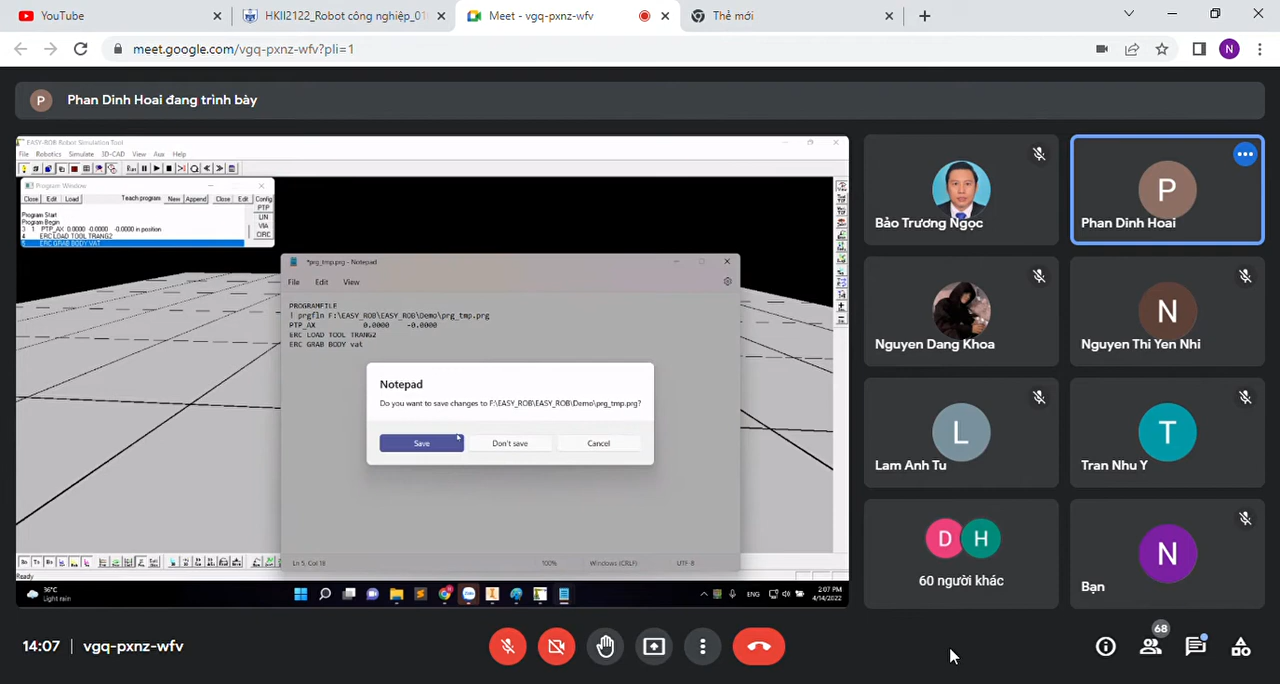 YouTube
HKII2122_Robot công nghiệp_01
Meet - vgq-pxnz-wfv
Thẻ mới
meet.google.com/vgq-pxnz-wfv?pli=1
N
P
Phan Dinh Hoai đang trình bày
EASY-ROB Robot Simulation Tool
File Robotics Simulate 3D-CAD View Aux Help
Run
Program Window
Close Edit Load Teach program New Append Close Edit Config
PTP
LIN
VIA
CIRC
Program Start
Program Begin
3 1 PTP_AX 0.0000 -0.0000 -0.0000 in position
4 ERC LOAD TOOL TRANG2
5 ERC GRAB BODY VAT
*prg_tmp.prg - Notepad
File Edit View
PROGRAMFILE
! prgfln F:\EASY_ROB\EASY_ROB\Demo\prg_tmp.prg
PTP_AX 0.0000 -0.0000
ERC LOAD TOOL TRANG2
ERC GRAB BODY vat
Notepad
Do you want to save changes to F:\EASY_ROB\EASY_ROB\Demo\prg_tmp.prg?
Save
Don't save
Cancel
Ln 5, Col 18
100%
Windows (CRLF)
UTF-8
Ready
36°C
Light rain
ENG
2:07 PM
4/14/2022
Bảo Trương Ngọc
P
Phan Dinh Hoai
Nguyen Dang Khoa
N
Nguyen Thi Yen Nhi
L
Lam Anh Tu
T
Tran Nhu Y
D
H
60 người khác
N
Bạn
14:07
vgq-pxnz-wfv
68